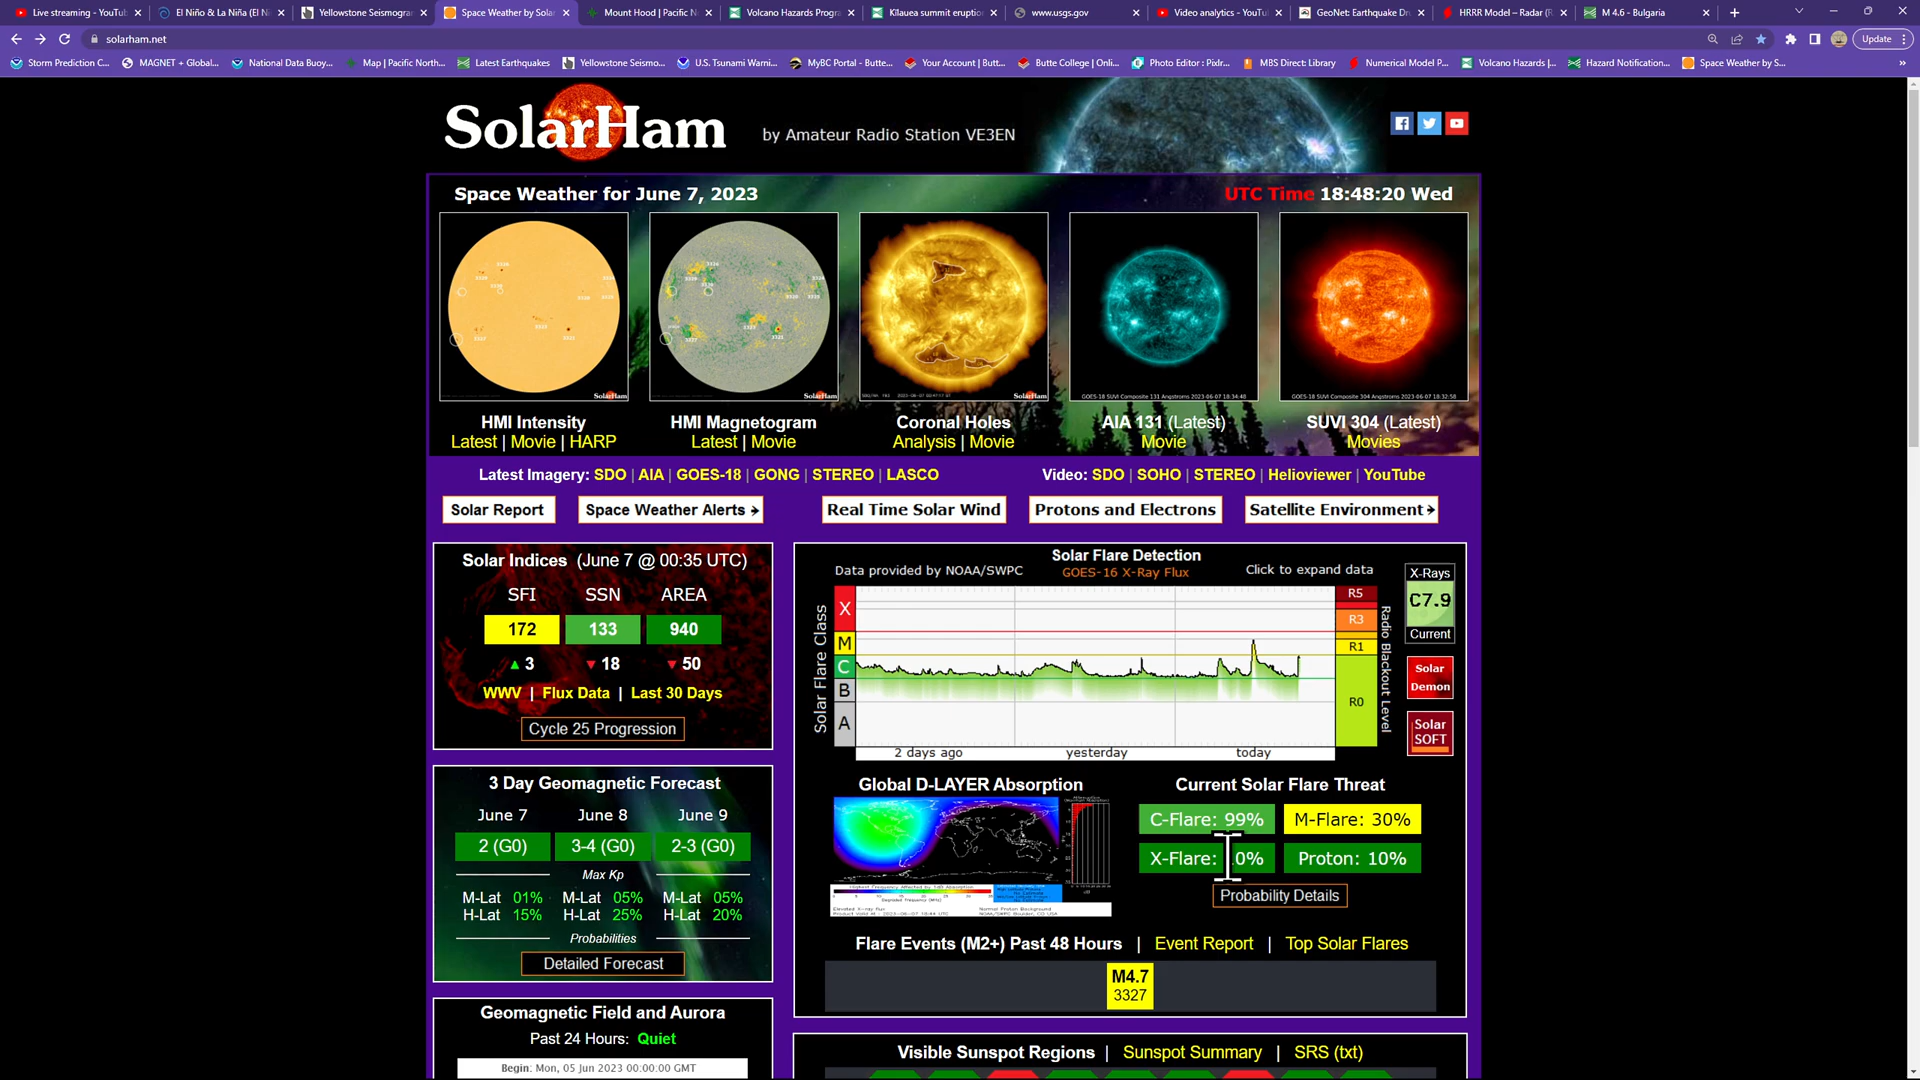 Live streaming - YouTu
El Niño & La Niña (El Ni
Yellowstone Seismogra
Space Weather by Sola
Mount Hood | Pacific N
Volcano Hazards Progra
Kīlauea summit eruptio
www.usgs.gov
Video analytics - YouTu
GeoNet: Earthquake Dr
HRRR Model – Radar (R
M 4.6 - Bulgaria
solarham.net
Update
Storm Prediction C...
MAGNET + Global...
National Data Buoy...
Map | Pacific North...
Latest Earthquakes
Yellowstone Seismo...
U.S. Tsunami Warni...
MyBC Portal - Butte...
Your Account | Butt...
Butte College | Onli...
Photo Editor : Pixlr...
MBS Direct: Library
Numerical Model P...
Volcano Hazards |...
Hazard Notification...
Space Weather by S...
SolarHam
by Amateur Radio Station VE3EN
Space Weather for June 7, 2023
UTC Time 18:48:20 Wed
HMI Intensity
Latest | Movie | HARP
HMI Magnetogram
Latest | Movie
Coronal Holes
Analysis | Movie
AIA 131 (Latest)
Movie
SUVI 304 (Latest)
Movies
Latest Imagery: SDO | AIA | GOES-18 | GONG | STEREO | LASCO
Video: SDO | SOHO | STEREO | Helioviewer | YouTube
Solar Report
Space Weather Alerts
Real Time Solar Wind
Protons and Electrons
Satellite Environment
Solar Indices (June 7 @ 00:35 UTC)
SFI SSN AREA
172 133 940
▲ 3 ▼ 18 ▼ 50
WWV | Flux Data | Last 30 Days
Cycle 25 Progression
3 Day Geomagnetic Forecast
June 7 June 8 June 9
2 (G0) 3-4 (G0) 2-3 (G0)
Max Kp
M-Lat 01% M-Lat 05% M-Lat 05%
H-Lat 15% H-Lat 25% H-Lat 20%
Probabilities
Detailed Forecast
Geomagnetic Field and Aurora
Past 24 Hours: Quiet
Begin: Mon, 05 Jun 2023 00:00:00 GMT
Solar Flare Detection
Data provided by NOAA/SWPC
GOES-16 X-Ray Flux
Click to expand data
Solar Flare Class
X
M
C
B
A
R5
R3
R1
R0
Radio Blackout Level
2 days ago yesterday today
X-Rays
C7.9
Current
Solar
Demon
Solar
SOFT
Global D-LAYER Absorption
Current Solar Flare Threat
C-Flare: 99%
M-Flare: 30%
X-Flare: 0%
Proton: 10%
Probability Details
Flare Events (M2+) Past 48 Hours | Event Report | Top Solar Flares
M4.7
3327
Visible Sunspot Regions | Sunspot Summary | SRS (txt)